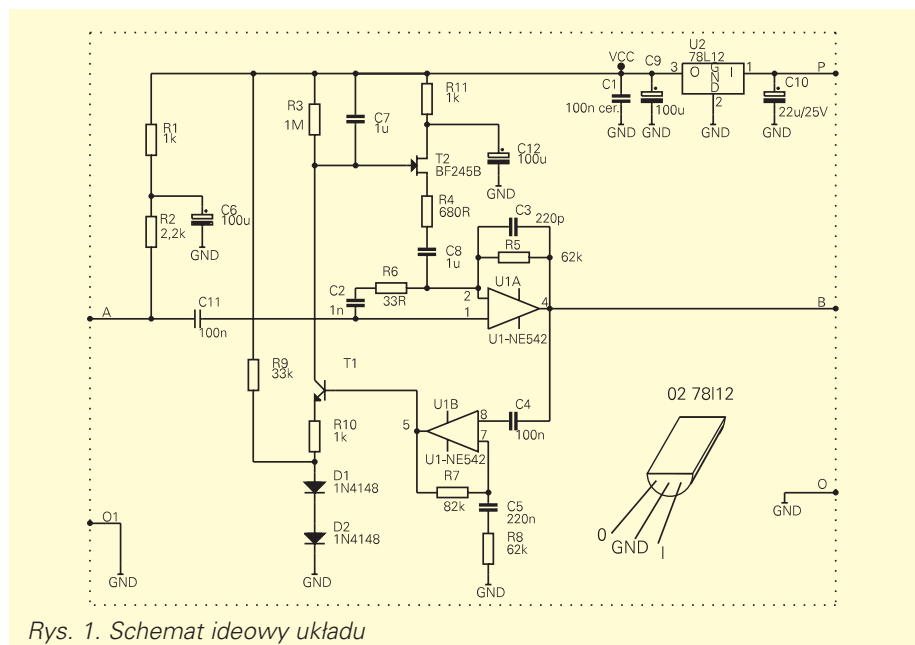 U2
78L12
VCC
C9
3 O GND I 1
P
R11
1k
C1
100n cer.
100u
2
C10
22u/25V
GND
GND
GND
GND
R3
1M
C7
1u
R1
1k
T2
BF245B
C12
100u
GND
R4
680R
C3
220p
R2
2,2k
C6
100u
GND
R5
62k
C8
1u
R6
33R
U1A
C2
1n
2
4
B
A
C11
100n
1
U1-NE542
R9
33k
T1
02 78l12
U1B
C4
100n
8
5
7
R10
1k
U1-NE542
R7
82k
D1
1N4148
O
GND
C5
220n
O1
D2
1N4148
R8
62k
0
GND
I
GND
GND
GND
Rys. 1. Schemat ideowy układu